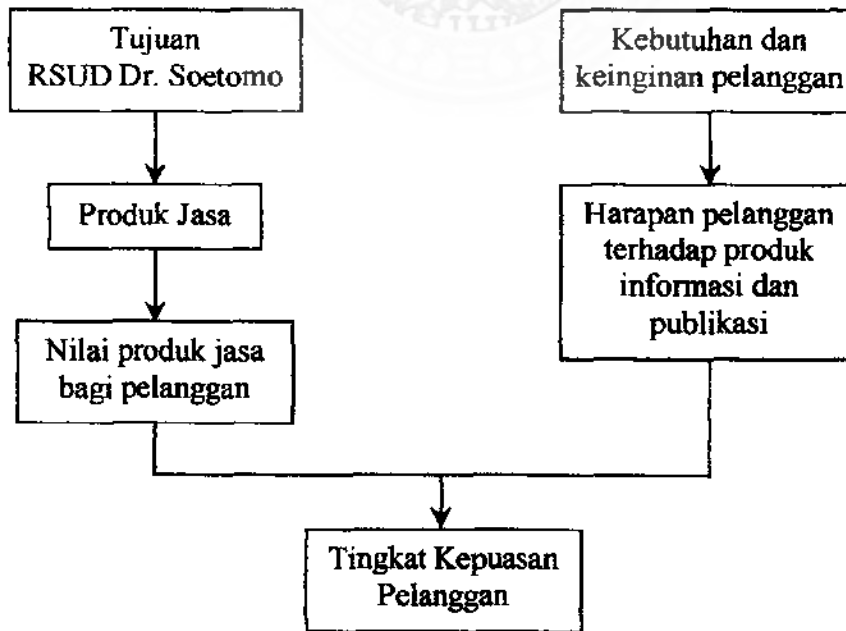 Tujuan
RSUD Dr. Soetomo
Kebutuhan dan
keinginan pelanggan
Produk Jasa
Harapan pelanggan
terhadap produk
informasi dan
publikasi
Nilai produk jasa
bagi pelanggan
Tingkat Kepuasan
Pelanggan